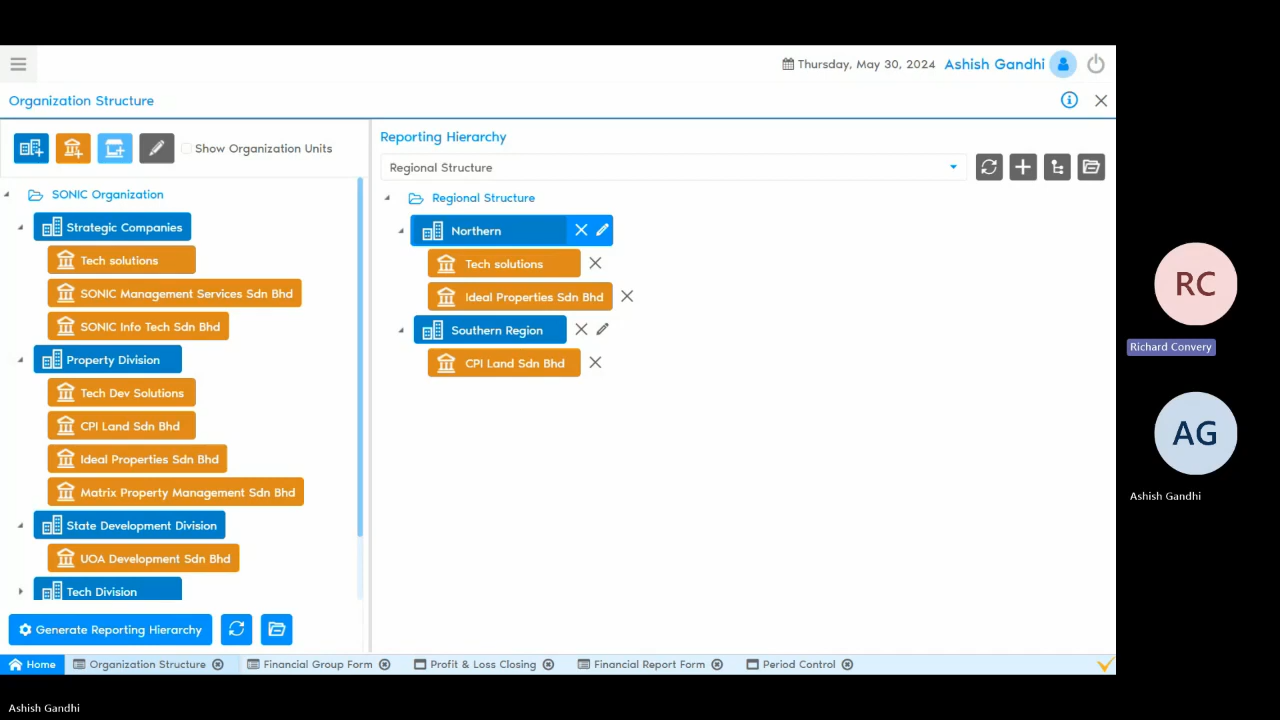 Thursday, May 30, 2024
Ashish Gandhi
Organization Structure
Show Organization Units
SONIC Organization
Strategic Companies
Tech solutions
SONIC Management Services Sdn Bhd
SONIC Info Tech Sdn Bhd
Property Division
Tech Dev Solutions
CPI Land Sdn Bhd
Ideal Properties Sdn Bhd
Matrix Property Management Sdn Bhd
State Development Division
UOA Development Sdn Bhd
Tech Division
Generate Reporting Hierarchy
Reporting Hierarchy
Regional Structure
Regional Structure
Northern
Tech solutions
Ideal Properties Sdn Bhd
Southern Region
CPI Land Sdn Bhd
Home
Organization Structure
Financial Group Form
Profit & Loss Closing
Financial Report Form
Period Control
RC
Richard Convery
AG
Ashish Gandhi
Ashish Gandhi